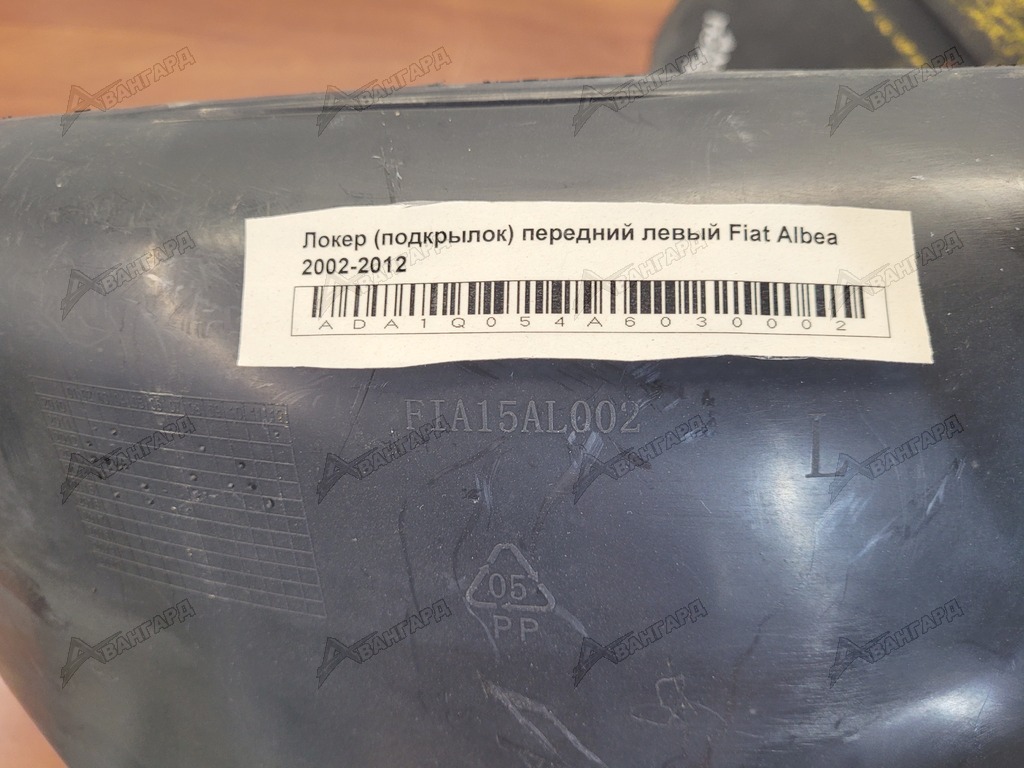 Локер (подкрылок) передний левый Fiat Albea
2002-2012
ADA1Q054A6030002
FIA15AL002
L
05
PP
АВАНГАРД